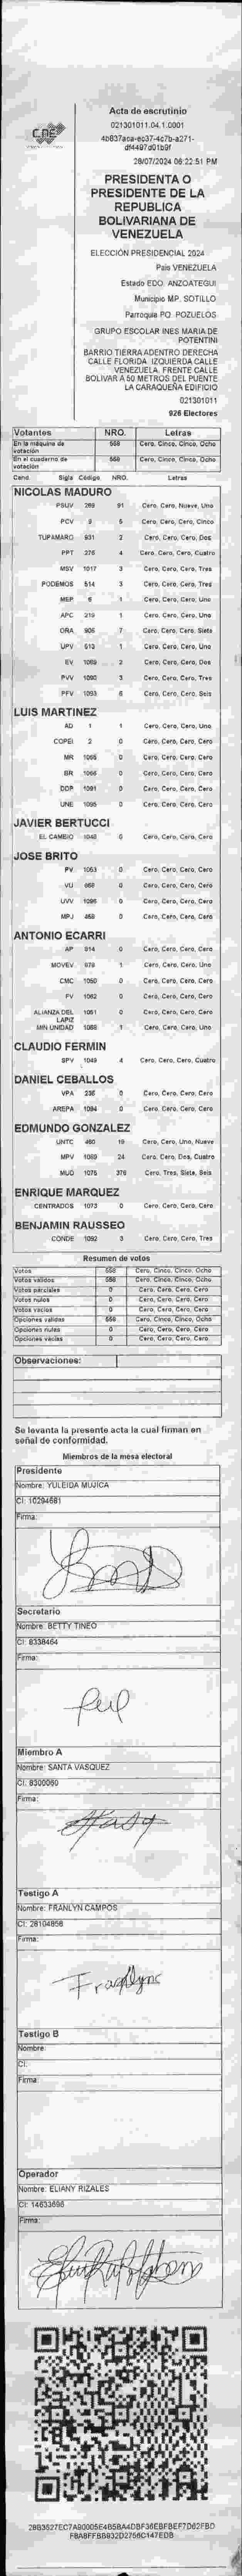 CNE
Acta de escrutinio
021301011.04.1.0001
28/07/2024 06:22:51 PM
PRESIDENTA O
PRESIDENTE DE LA
REPUBLICA
BOLIVARIANA DE
VENEZUELA
ELECCIÓN PRESIDENCIAL 2024
País VENEZUELA
Estado EDO. ANZOATEGUI
Municipio MP. SOTILLO
Parroquia PQ. POZUELOS
GRUPO ESCOLAR INES MARIA DE
POTENTINI
BARRIO TIERRA ADENTRO DERECHA
CALLE FLORIDA. IZQUIERDA CALLE
VENEZUELA. FRENTE CALLE
BOLIVAR A 50 METROS DEL PUENTE
LA CARAQUEÑA EDIFICIO
021301011
926 Electores
Votantes NRO. Letras
En la máquina de votación 558 Cero, Cinco, Cinco, Ocho
En el cuaderno de votación 558 Cero, Cinco, Cinco, Ocho
Cand. Sigla Código NRO. Letras
NICOLAS MADURO
PSUV 269 91 Cero, Cero, Nueve, Uno
PCV 9 5 Cero, Cero, Cero, Cinco
TUPAMARO 931 2 Cero, Cero, Cero, Dos
PPT 276 4 Cero, Cero, Cero, Cuatro
MSV 1017 3 Cero, Cero, Cero, Tres
PODEMOS 514 3 Cero, Cero, Cero, Tres
MEP 6 1 Cero, Cero, Cero, Uno
APC 219 1 Cero, Cero, Cero, Uno
ORA 905 7 Cero, Cero, Cero, Siete
UPV 613 1 Cero, Cero, Cero, Uno
EV 1089 2 Cero, Cero, Cero, Dos
PVV 1090 3 Cero, Cero, Cero, Tres
PFV 1093 6 Cero, Cero, Cero, Seis
LUIS MARTINEZ
AD 1 1 Cero, Cero, Cero, Uno
COPEI 2 0 Cero, Cero, Cero, Cero
MR 1055 0 Cero, Cero, Cero, Cero
BR 1066 0 Cero, Cero, Cero, Cero
DDP 1091 0 Cero, Cero, Cero, Cero
UNE 1095 0 Cero, Cero, Cero, Cero
JAVIER BERTUCCI
EL CAMBIO 1048 0 Cero, Cero, Cero, Cero
JOSE BRITO
PV 1053 0 Cero, Cero, Cero, Cero
VU 868 0 Cero, Cero, Cero, Cero
UVV 1096 0 Cero, Cero, Cero, Cero
MPJ 458 0 Cero, Cero, Cero, Cero
ANTONIO ECARRI
AP 814 0 Cero, Cero, Cero, Cero
MOVEV 979 1 Cero, Cero, Cero, Uno
CMC 1050 0 Cero, Cero, Cero, Cero
FV 1062 0 Cero, Cero, Cero, Cero
ALIANZA DEL LAPIZ 1051 0 Cero, Cero, Cero, Cero
MIN UNIDAD 1088 1 Cero, Cero, Cero, Uno
CLAUDIO FERMIN
SPV 1049 4 Cero, Cero, Cero, Cuatro
DANIEL CEBALLOS
VPA 235 0 Cero, Cero, Cero, Cero
AREPA 1094 0 Cero, Cero, Cero, Cero
EDMUNDO GONZALEZ
UNTC 460 19 Cero, Cero, Uno, Nueve
MPV 1069 24 Cero, Cero, Dos, Cuatro
MUD 1075 376 Cero, Tres, Siete, Seis
ENRIQUE MARQUEZ
CENTRADOS 1073 0 Cero, Cero, Cero, Cero
BENJAMIN RAUSSEO
CONDE 1092 3 Cero, Cero, Cero, Tres
Resumen de votos
Votos 558 Cero, Cinco, Cinco, Ocho
Votos válidos 558 Cero, Cinco, Cinco, Ocho
Votos parciales 0 Cero, Cero, Cero, Cero
Votos nulos 0 Cero, Cero, Cero, Cero
Votos vacíos 0 Cero, Cero, Cero, Cero
Opciones válidas 558 Cero, Cinco, Cinco, Ocho
Opciones nulas 0 Cero, Cero, Cero, Cero
Opciones vacías 0 Cero, Cero, Cero, Cero
Observaciones:
Se levanta la presente acta la cual firman en
señal de conformidad.
Miembros de la mesa electoral
Presidente
Nombre: YULEIDA MUJICA
CI: 10294681
Firma:
Secretario
Nombre: BETTY TINEO
CI: 8338464
Firma:
Miembro A
Nombre: SANTA VASQUEZ
CI: 8300060
Firma:
Testigo A
Nombre: FRANLYN CAMPOS
CI: 28104856
Firma:
Franlync
Testigo B
Nombre:
CI:
Firma:
Operador
Nombre: ELIANY RIZALES
CI: 14633696
Firma: